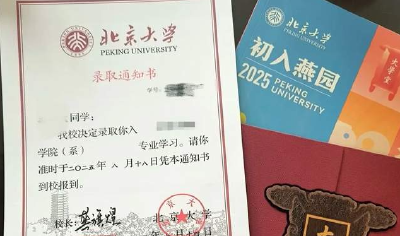 北京大学
PEKING UNIVERSITY
录取通知书
学号:
同学:
我校决定录取你入
学院(系) 专业学习。请你
准时于二〇二五年 八 月十八日凭本通知书
到校报到。
校长:
北京大学
北京大学
PEKING UNIVERSITY
初入燕园
2025 PEKING
UNIVERSITY